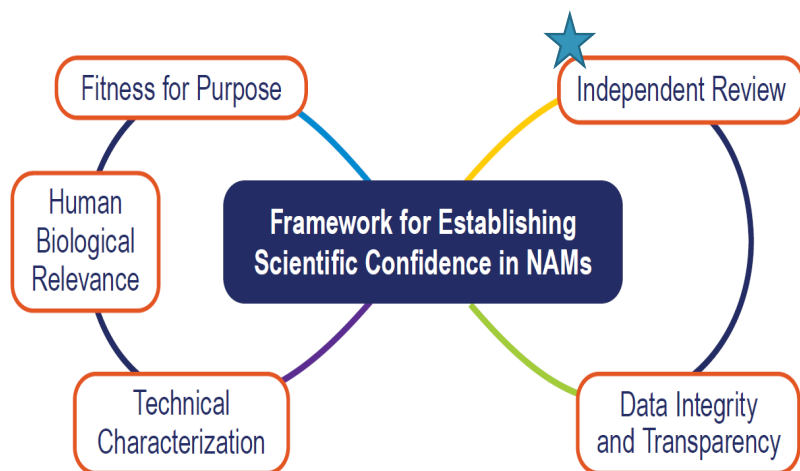 Fitness for Purpose
Independent Review
Human
Biological
Relevance
Framework for Establishing
Scientific Confidence in NAMs
Technical
Characterization
Data Integrity
and Transparency